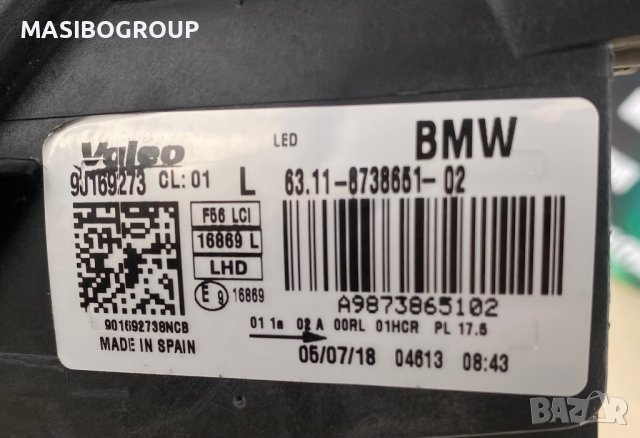 MASIBOGROUP
LED BMW
Valeo
90169273 CL: 01 L 63.11-8738651-02
F56 LCI
16869 L
LHD
E 9 16869
A9873865102
01 1a 02 A 00RL 01HCR PL 17.5
901692738NCB
MADE IN SPAIN 05/07/18 04613 08:43
BAZAR